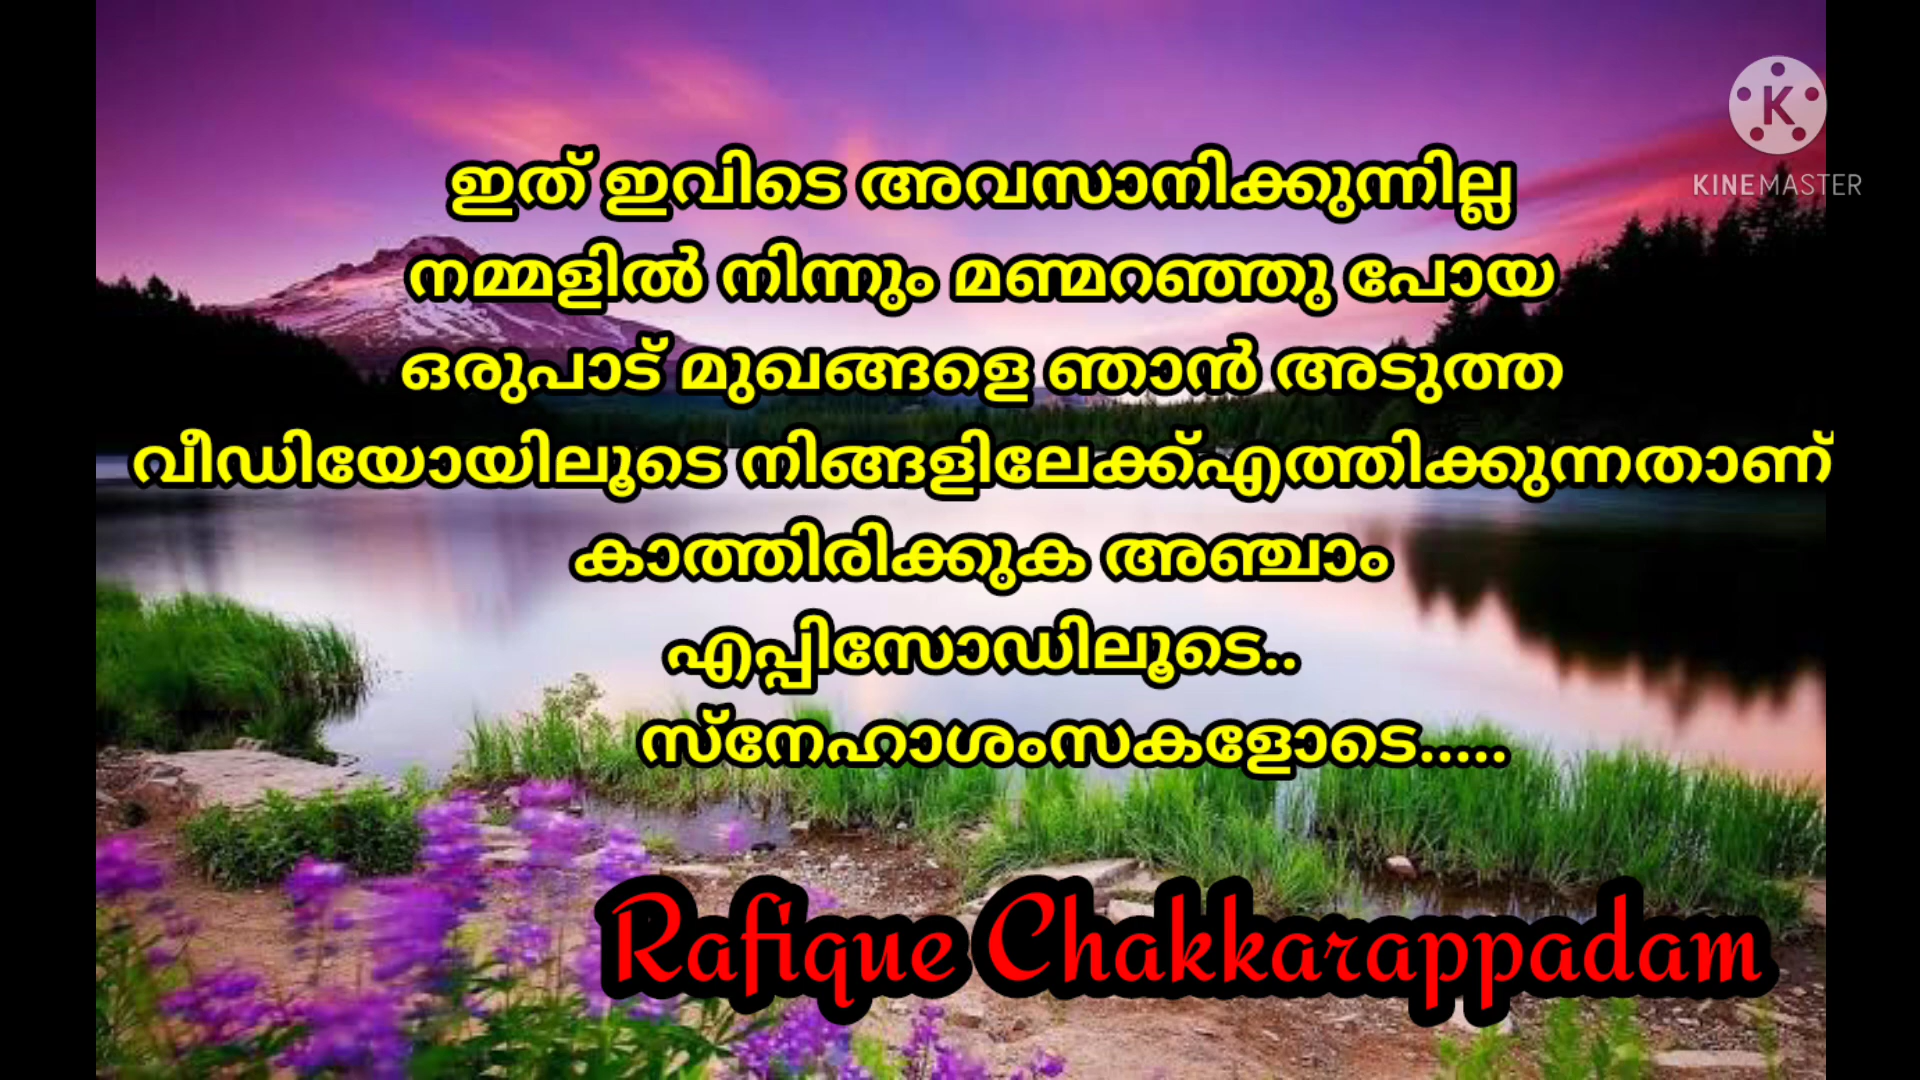 ഇത് ഇവിടെ അവസാനിക്കുന്നില്ല
നമ്മളിൽ നിന്നും മണ്മറഞ്ഞു പോയ
ഒരുപാട് മുഖങ്ങളെ ഞാൻ അടുത്ത
വീഡിയോയിലൂടെ നിങ്ങളിലേക്ക്എത്തിക്കുന്നതാണ്
കാത്തിരിക്കുക അഞ്ചാം
എപ്പിസോഡിലൂടെ..
സ്നേഹാശംസകളോടെ.....
Rafique Chakkarappadam
K
KINEMASTER